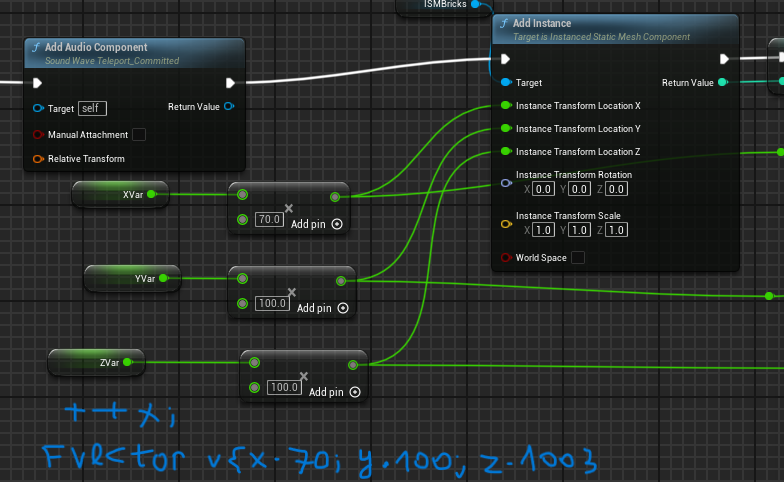 ISMBricks
Add Audio Component
Sound Wave Teleport_Committed
Target self
Return Value
Manual Attachment
Relative Transform
Add Instance
Target is Instanced Static Mesh Component
Target
Return Value
Instance Transform Location X
Instance Transform Location Y
Instance Transform Location Z
Instance Transform Rotation
X 0.0 Y 0.0 Z 0.0
Instance Transform Scale
X 1.0 Y 1.0 Z 1.0
World Space
XVar
×
70.0 Add pin
YVar
×
100.0 Add pin
ZVar
×
100.0 Add pin
++x;
FVector v{x·70; y.100; z·100}